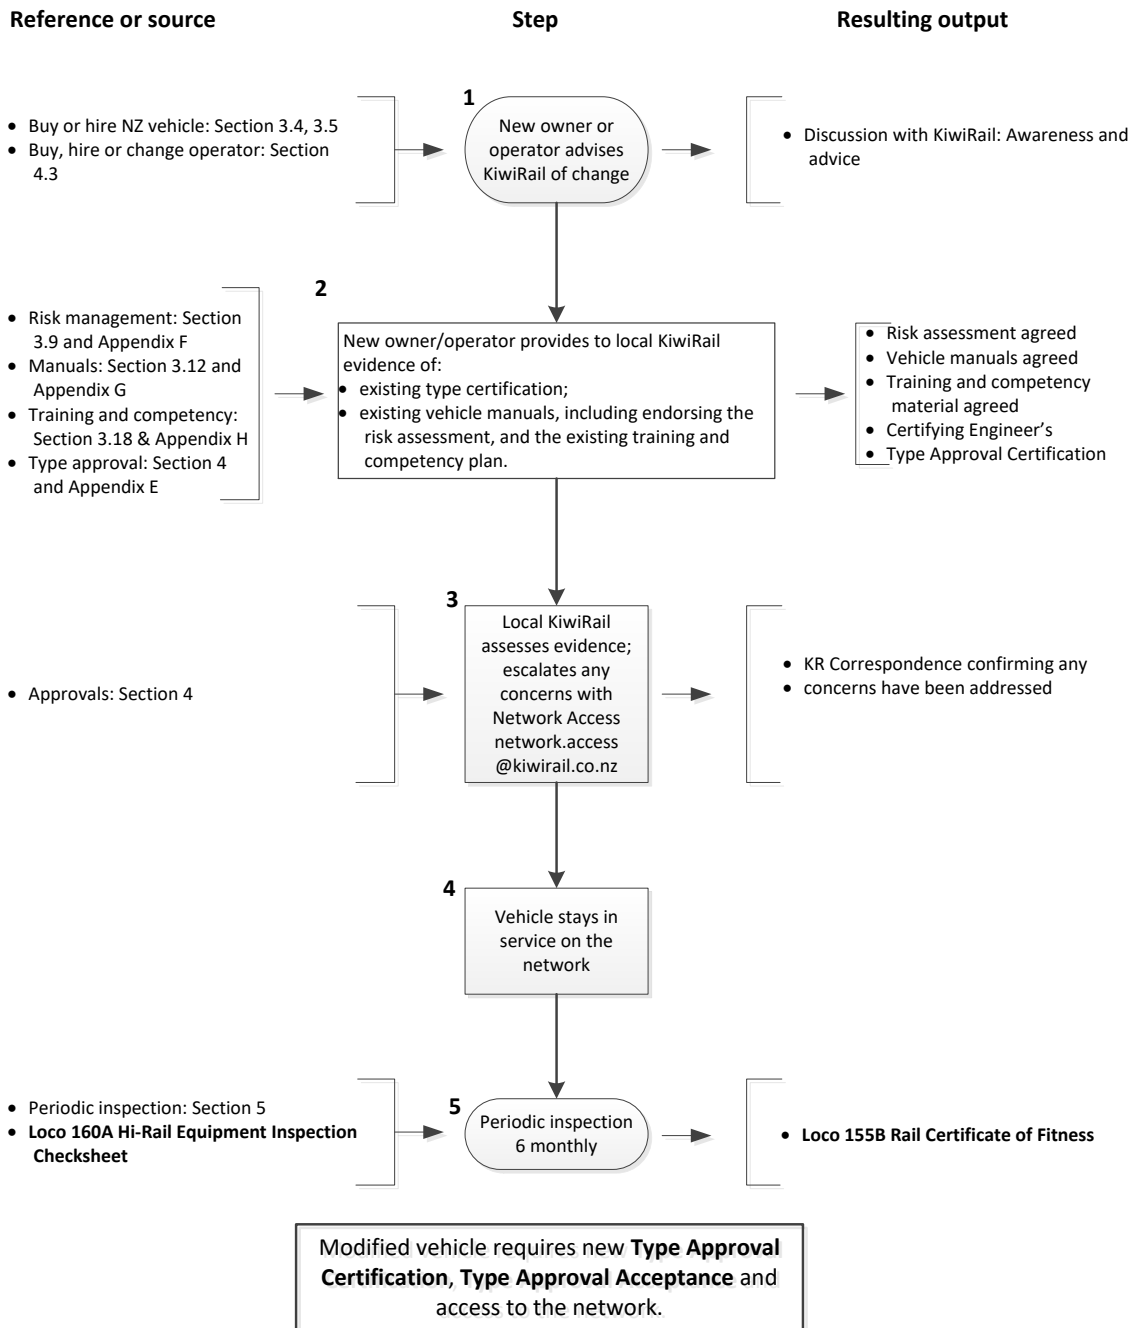 Reference or source
Step
Resulting output
• Buy or hire NZ vehicle: Section 3.4, 3.5
• Buy, hire or change operator: Section
4.3
1
New owner or
operator advises
KiwiRail of change
• Discussion with KiwiRail: Awareness and
advice
• Risk management: Section
3.9 and Appendix F
• Manuals: Section 3.12 and
Appendix G
• Training and competency:
Section 3.18 & Appendix H
• Type approval: Section 4
and Appendix E
2
New owner/operator provides to local KiwiRail
evidence of:
• existing type certification;
• existing vehicle manuals, including endorsing the
risk assessment, and the existing training and
competency plan.
• Risk assessment agreed
• Vehicle manuals agreed
• Training and competency
material agreed
• Certifying Engineer's
• Type Approval Certification
• Approvals: Section 4
3
Local KiwiRail
assesses evidence;
escalates any
concerns with
Network Access
network.access
@kiwirail.co.nz
• KR Correspondence confirming any
• concerns have been addressed
4
Vehicle stays in
service on the
network
• Periodic inspection: Section 5
• Loco 160A Hi-Rail Equipment Inspection
Checksheet
5
Periodic inspection
6 monthly
• Loco 155B Rail Certificate of Fitness
Modified vehicle requires new Type Approval
Certification, Type Approval Acceptance and
access to the network.